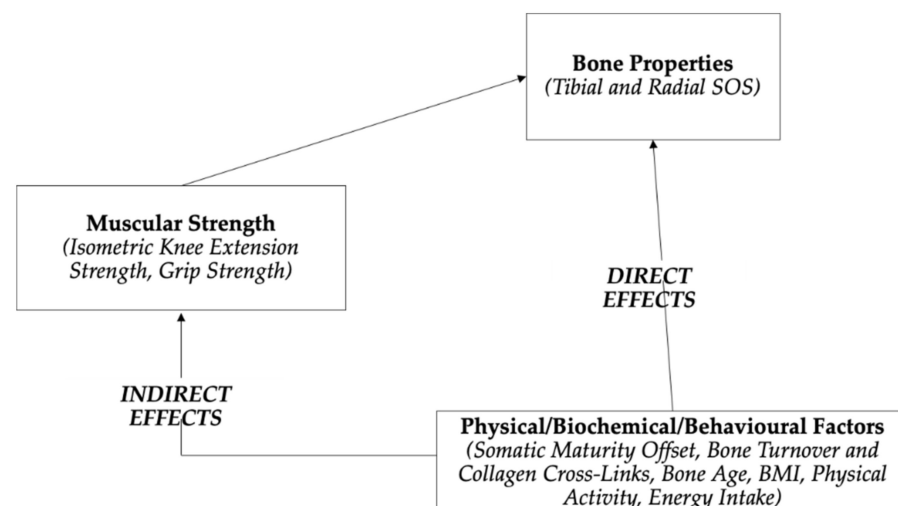 Bone Properties
(Tibial and Radial SOS)
Muscular Strength
(Isometric Knee Extension
Strength, Grip Strength)
DIRECT
EFFECTS
INDIRECT
EFFECTS
Physical/Biochemical/Behavioural Factors
(Somatic Maturity Offset, Bone Turnover and
Collagen Cross-Links, Bone Age, BMI, Physical
Activity, Energy Intake)